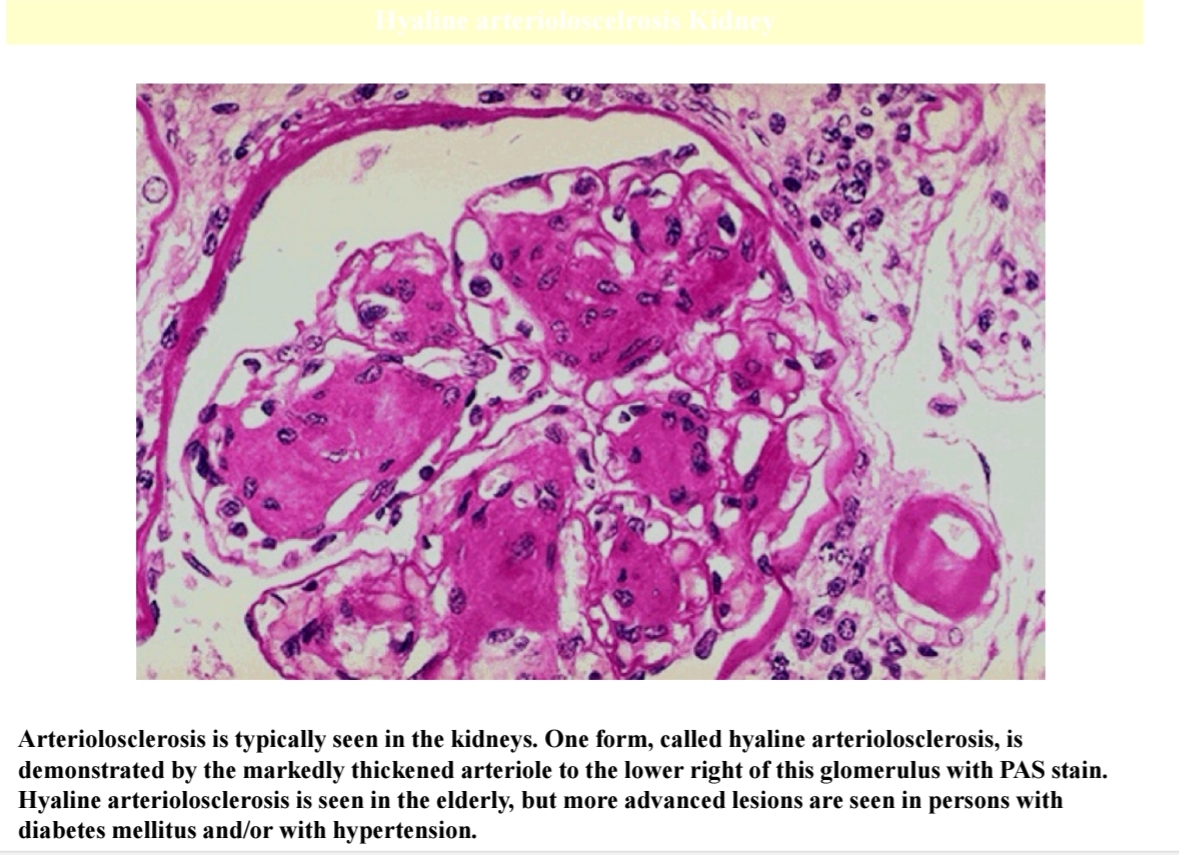 Hyaline arterioloscelrosis Kidney
Arteriolosclerosis is typically seen in the kidneys. One form, called hyaline arteriolosclerosis, is
demonstrated by the markedly thickened arteriole to the lower right of this glomerulus with PAS stain.
Hyaline arteriolosclerosis is seen in the elderly, but more advanced lesions are seen in persons with
diabetes mellitus and/or with hypertension.